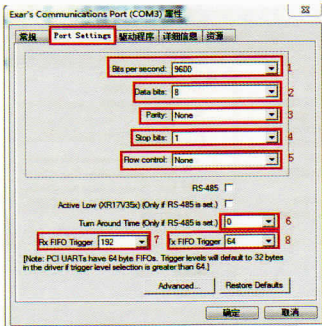 Exar's Communications Port (COM3) 属性
常规 Port Settings 驱动程序 详细信息 资源
Bits per second: 9600 1
Data bits: 8 2
Parity: None 3
Stop bits: 1 4
Flow control: None 5
RS-485
Active Low (XR17V35x) (Only if RS-485 is set.)
Turn Around Time (Only if RS-485 is set.) 0 6
Rx FIFO Trigger 192 7 Tx FIFO Trigger 64 8
[Note: PCI UARTs have 64 byte FIFOs. Trigger levels will default to 32 bytes
in the driver if trigger level selection is greater than 64.]
Advanced... Restore Defaults
确定 取消